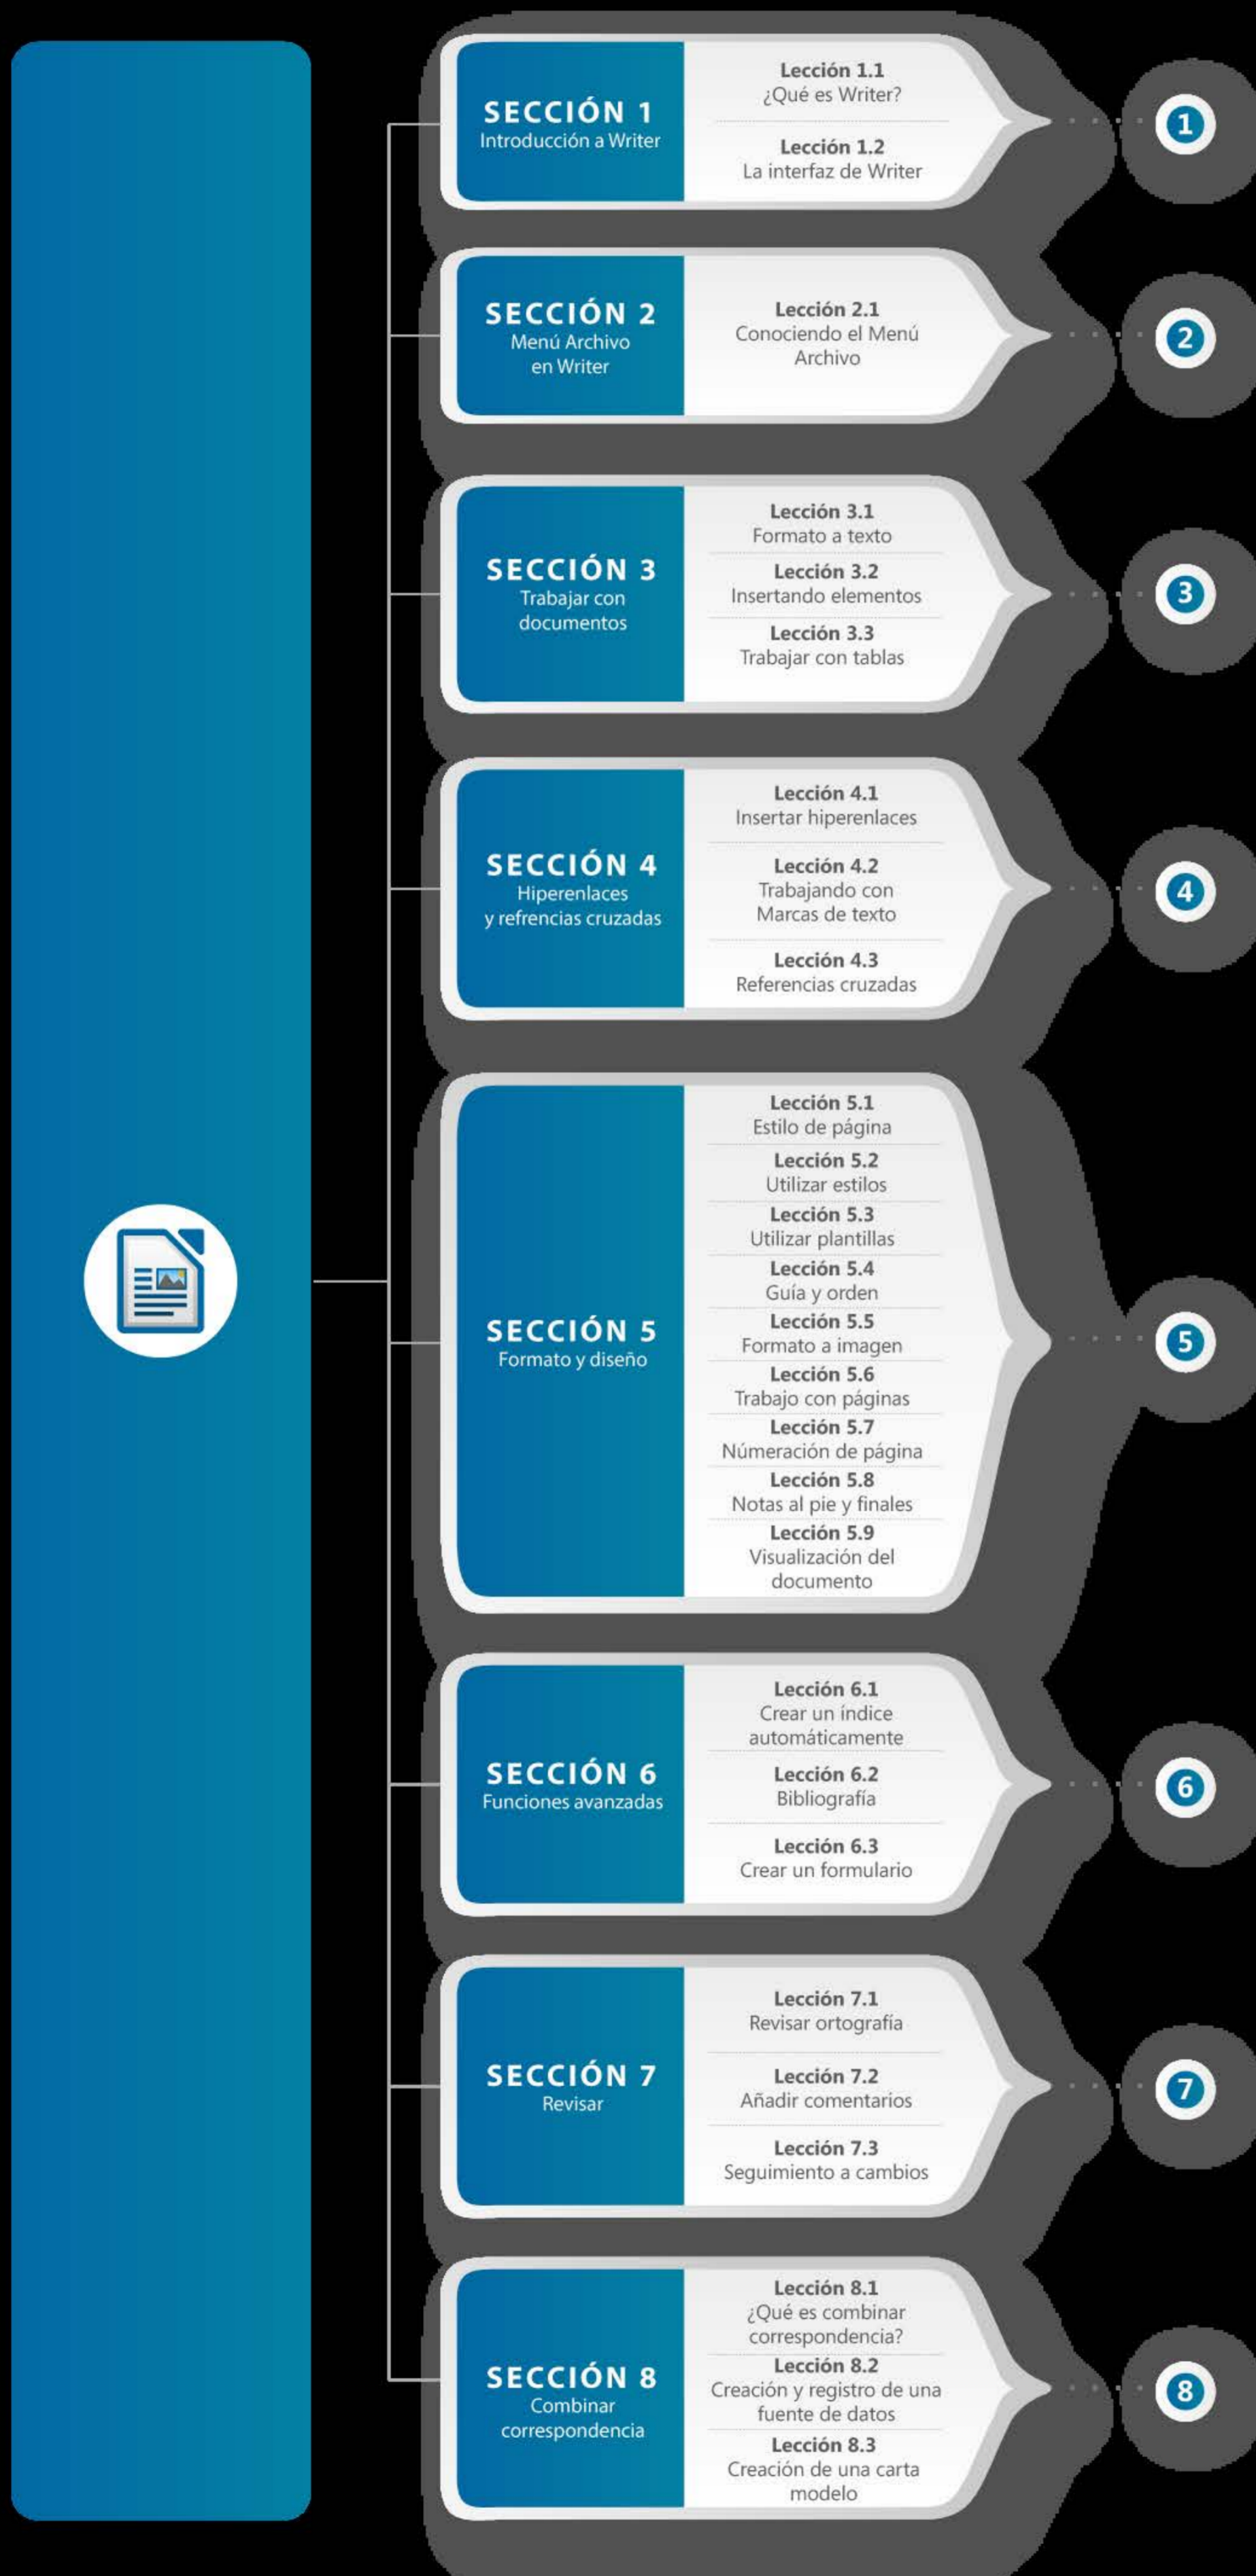 SECCIÓN 1
Introducción a Writer
Lección 1.1
¿Qué es Writer?
Lección 1.2
La interfaz de Writer
1
SECCIÓN 2
Menú Archivo
en Writer
Lección 2.1
Conociendo el Menú
Archivo
2
SECCIÓN 3
Trabajar con
documentos
Lección 3.1
Formato a texto
Lección 3.2
Insertando elementos
Lección 3.3
Trabajar con tablas
3
SECCIÓN 4
Hiperenlaces
y refrencias cruzadas
Lección 4.1
Insertar hiperenlaces
Lección 4.2
Trabajando con
Marcas de texto
Lección 4.3
Referencias cruzadas
4
SECCIÓN 5
Formato y diseño
Lección 5.1
Estilo de página
Lección 5.2
Utilizar estilos
Lección 5.3
Utilizar plantillas
Lección 5.4
Guía y orden
Lección 5.5
Formato a imagen
Lección 5.6
Trabajo con páginas
Lección 5.7
Número​ación de página
Lección 5.8
Notas al pie y finales
Lección 5.9
Visualización del
documento
5
SECCIÓN 6
Funciones avanzadas
Lección 6.1
Crear un índice
automáticamente
Lección 6.2
Bibliografía
Lección 6.3
Crear un formulario
6
SECCIÓN 7
Revisar
Lección 7.1
Revisar ortografía
Lección 7.2
Añadir comentarios
Lección 7.3
Seguimiento a cambios
7
SECCIÓN 8
Combinar
correspondencia
Lección 8.1
¿Qué es combinar
correspondencia?
Lección 8.2
Creación y registro de una
fuente de datos
Lección 8.3
Creación de una carta
modelo
8